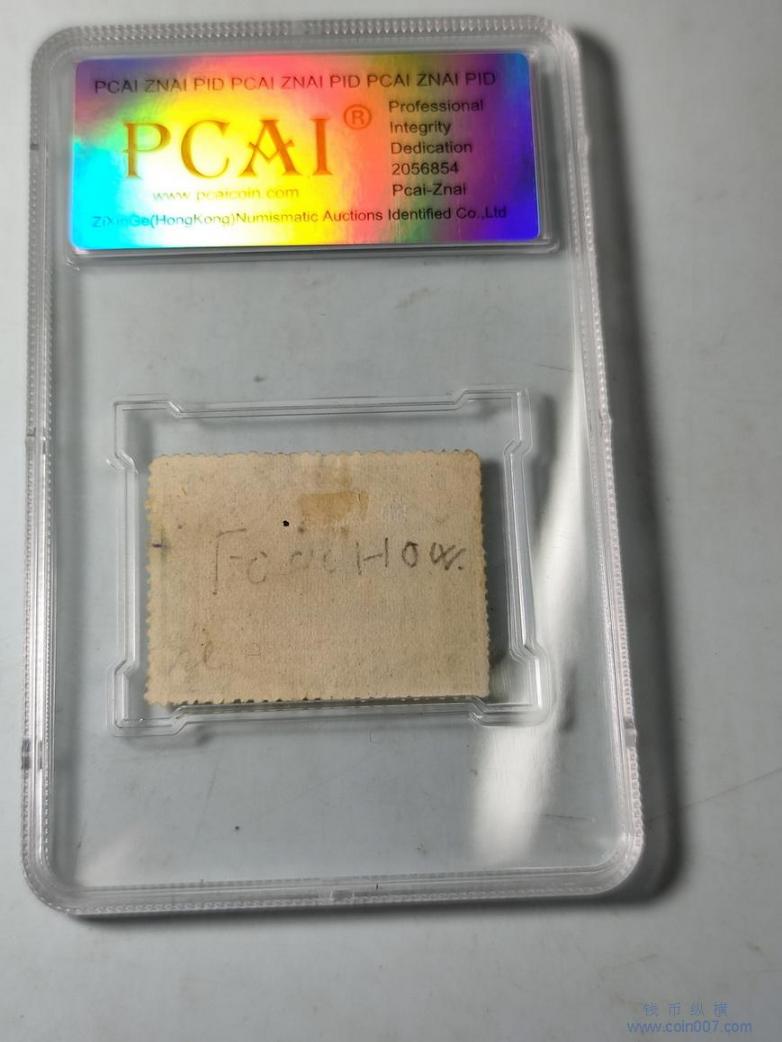 PCAI ZNAI PID PCAI ZNAI PID PCAI ZNAI PID
PCAI®
Professional
Integrity
Dedication
2056854
Pcai-Znai
www.pcaicoin.com
ZiXinGe(HongKong)Numismatic Auctions Identified Co.,Ltd
钱币纵横
www.coin007.com